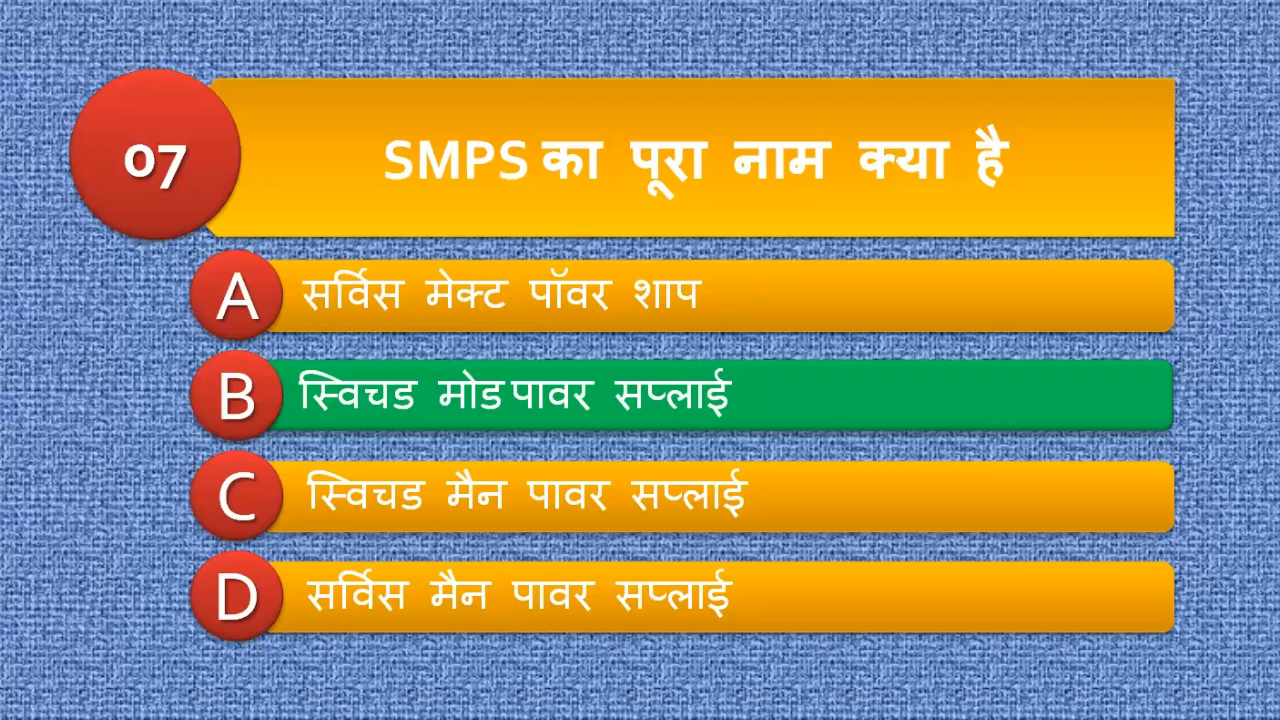 07
SMPS का पूरा नाम क्या है
A सर्विस मेक्ट पॉवर शाप
B स्विचड मोड पावर सप्लाई
C स्विचड मैन पावर सप्लाई
D सर्विस मैन पावर सप्लाई